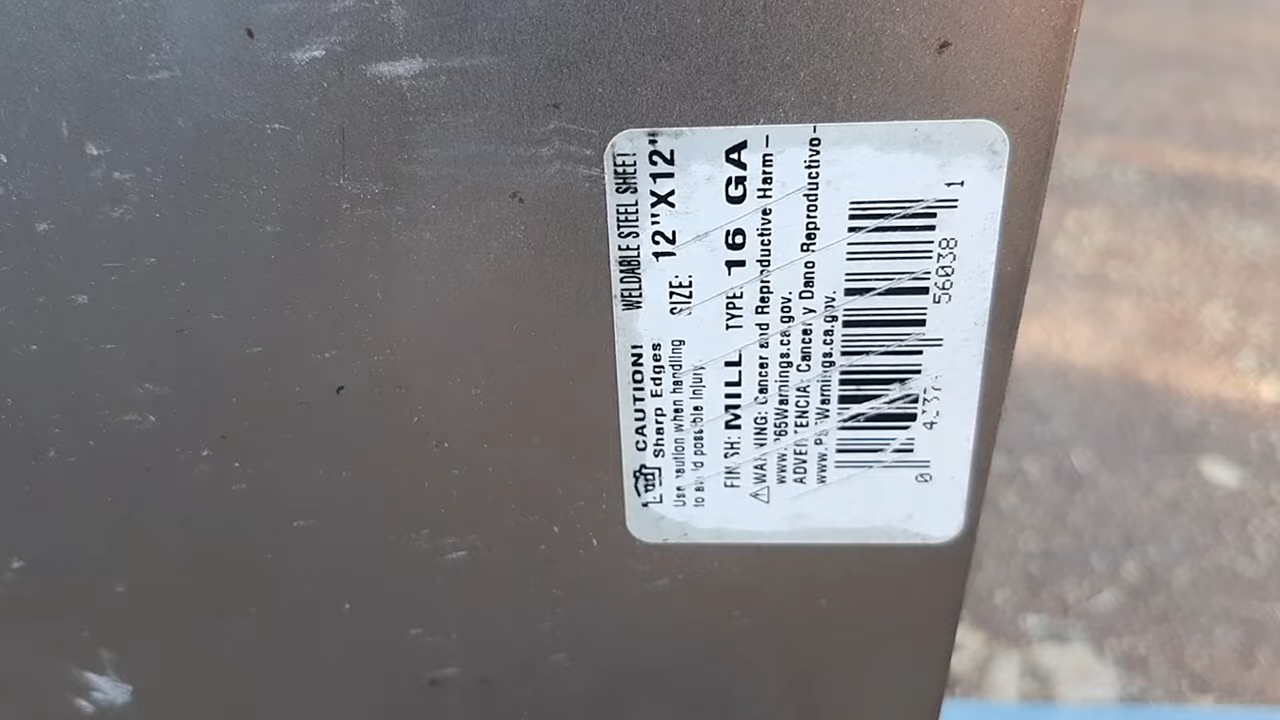 WELDABLE STEEL SHEET
SIZE: 12"X12"
CAUTION!
Sharp Edges
Use caution when handling
to avoid possible Injury
FINISH: MILL TYPE: 16 GA
⚠WARNING: Cancer and Reproductive Harm-
www.P65Warnings.ca.gov.
ADVERTENCIA: Cancer y Dano Reproductivo-
www.P65Warnings.ca.gov.
0 56038 1